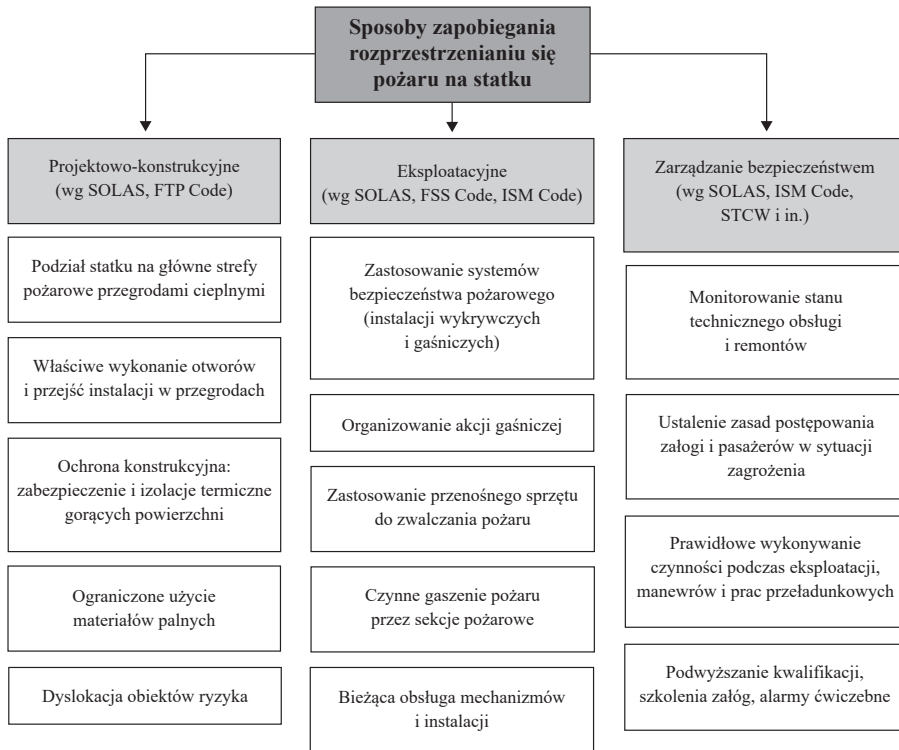 Sposoby zapobiegania
rozprzestrzenianiu się
pożaru na statku
Projektowo-konstrukcyjne
(wg SOLAS, FTP Code)
Podział statku na główne strefy
pożarowe przegrodami cieplnymi
Właściwe wykonanie otworów
i przejść instalacji w przegrodach
Ochrona konstrukcyjna:
zabezpieczenie i izolacje termiczne
gorących powierzchni
Ograniczone użycie
materiałów palnych
Dyslokacja obiektów ryzyka
Eksploatacyjne
(wg SOLAS, FSS Code, ISM Code)
Zastosowanie systemów
bezpieczeństwa pożarowego
(instalacji wykrywczych
i gaśniczych)
Organizowanie akcji gaśniczej
Zastosowanie przenośnego sprzętu
do zwalczania pożaru
Czynne gaszenie pożaru
przez sekcje pożarowe
Bieżąca obsługa mechanizmów
i instalacji
Zarządzanie bezpieczeństwem
(wg SOLAS, ISM Code,
STCW i in.)
Monitorowanie stanu
technicznego obsługi
i remontów
Ustalenie zasad postępowania
załogi i pasażerów w sytuacji
zagrożenia
Prawidłowe wykonywanie
czynności podczas eksploatacji,
manewrów i prac przeładunkowych
Podwyższanie kwalifikacji,
szkolenia załóg, alarmy ćwiczebne